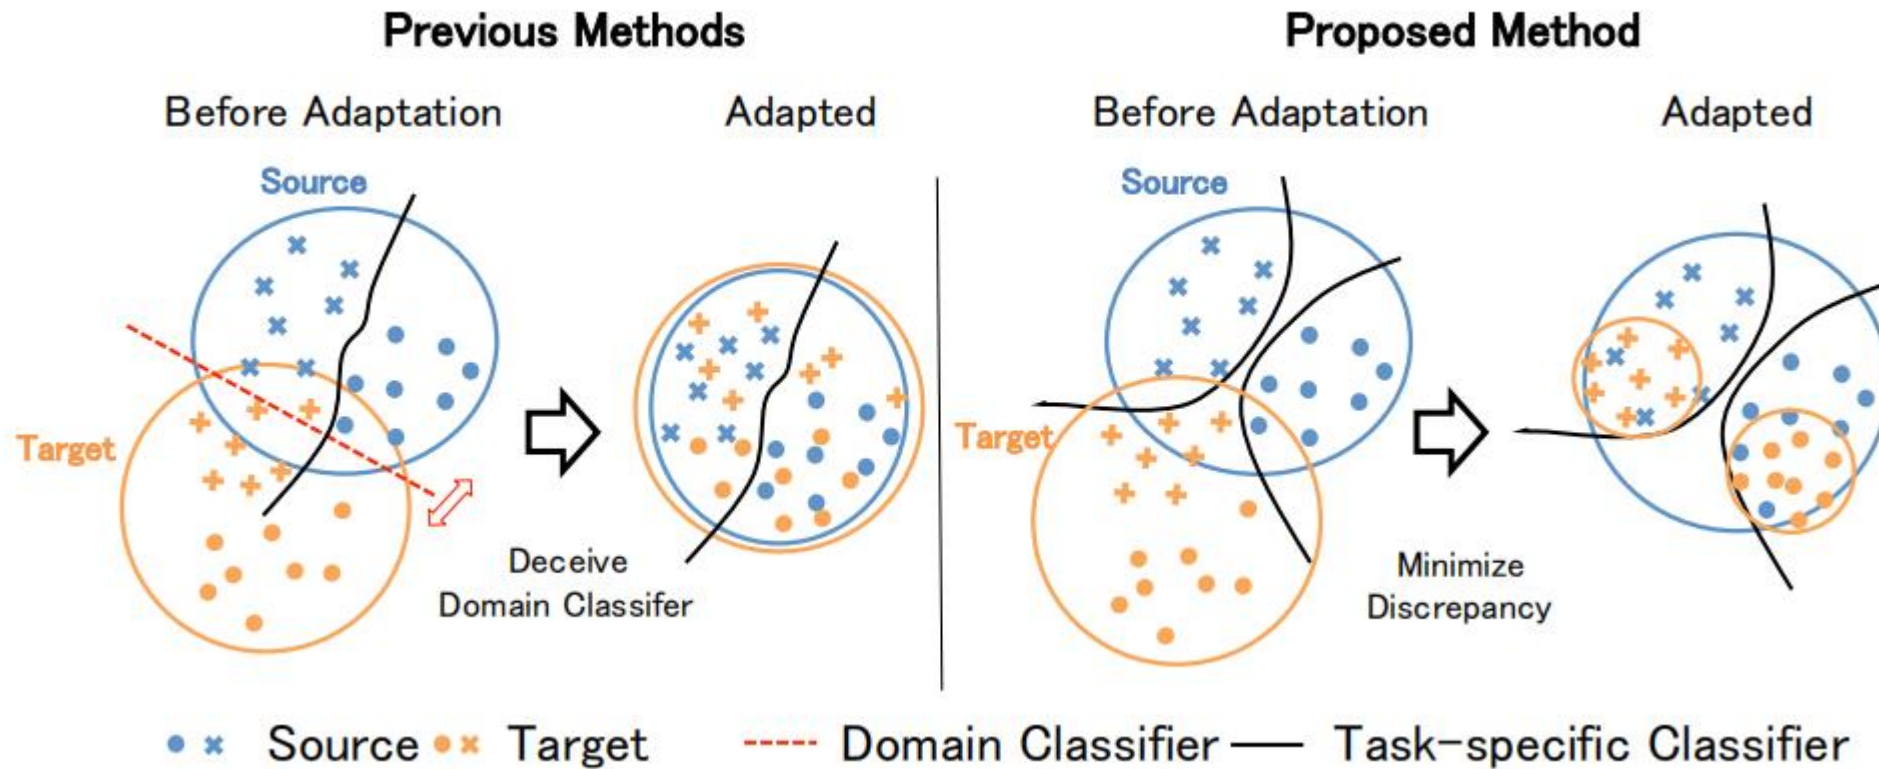 Previous Methods
Proposed Method
Before Adaptation
Adapted
Before Adaptation
Adapted
Source
Source
Target
Target
Deceive
Domain Classifer
Minimize
Discrepancy
Source
Target
Domain Classifier
Task-specific Classifier